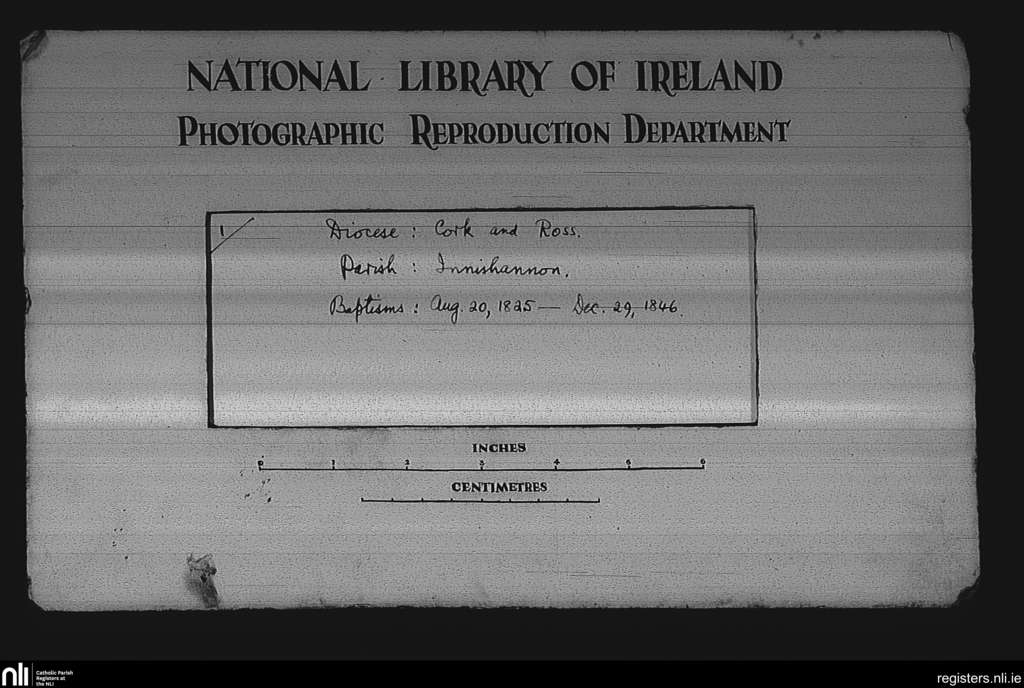 NATIONAL LIBRARY OF IRELAND
PHOTOGRAPHIC REPRODUCTION DEPARTMENT
1/
Diocese: Cork and Ross.
Parish: Innishannon.
Baptisms: Aug. 20, 1825 — Dec. 29, 1846.
INCHES
0 1 2 3 4 5 6
CENTIMETRES
nli
Catholic Parish
Registers at
the NLI
registers.nli.ie